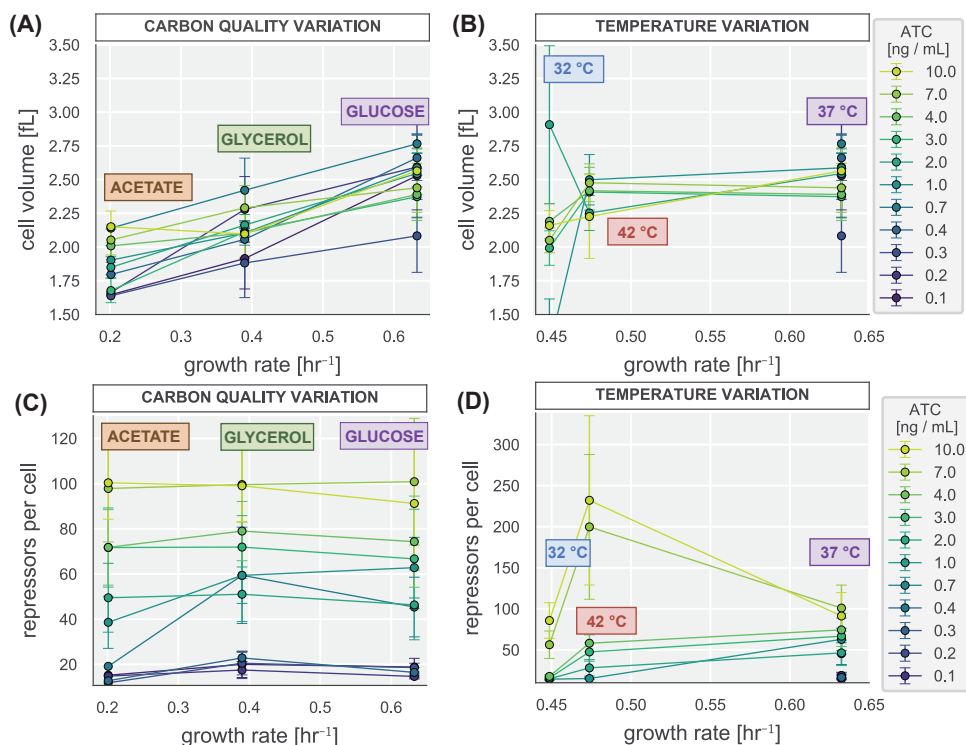 (A)
CARBON QUALITY VARIATION
3.50
3.25
3.00
2.75
2.50
2.25
2.00
1.75
1.50
cell volume [fL]
ACETATE
GLYCEROL
GLUCOSE
0.2 0.3 0.4 0.5 0.6
growth rate [hr⁻¹]
(B)
TEMPERATURE VARIATION
3.50
3.25
3.00
2.75
2.50
2.25
2.00
1.75
1.50
cell volume [fL]
32 °C
42 °C
37 °C
0.45 0.50 0.55 0.60 0.65
growth rate [hr⁻¹]
ATC
[ng / mL]
10.0
7.0
4.0
3.0
2.0
1.0
0.7
0.4
0.3
0.2
0.1
(C)
CARBON QUALITY VARIATION
120
100
80
60
40
20
repressors per cell
ACETATE
GLYCEROL
GLUCOSE
0.2 0.3 0.4 0.5 0.6
growth rate [hr⁻¹]
(D)
TEMPERATURE VARIATION
300
250
200
150
100
50
repressors per cell
32 °C
42 °C
37 °C
0.45 0.50 0.55 0.60 0.65
growth rate [hr⁻¹]
ATC
[ng / mL]
10.0
7.0
4.0
3.0
2.0
1.0
0.7
0.4
0.3
0.2
0.1